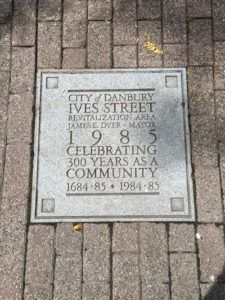 CITY of DANBURY
IVES STREET
REVITALIZATION AREA
JAMES E. DYER • MAYOR
1985
CELEBRATING
300 YEARS AS A
COMMUNITY
1684-85 • 1984-85